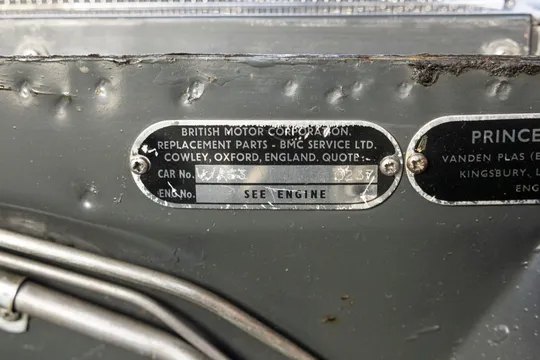 BRITISH MOTOR CORPORATION.
REPLACEMENT PARTS - BMC SERVICE LTD.
COWLEY, OXFORD, ENGLAND. QUOTE:-
CAR No.
ENG. No. SEE ENGINE
PRINCE
VANDEN PLAS (E
KINGSBURY, L
ENG